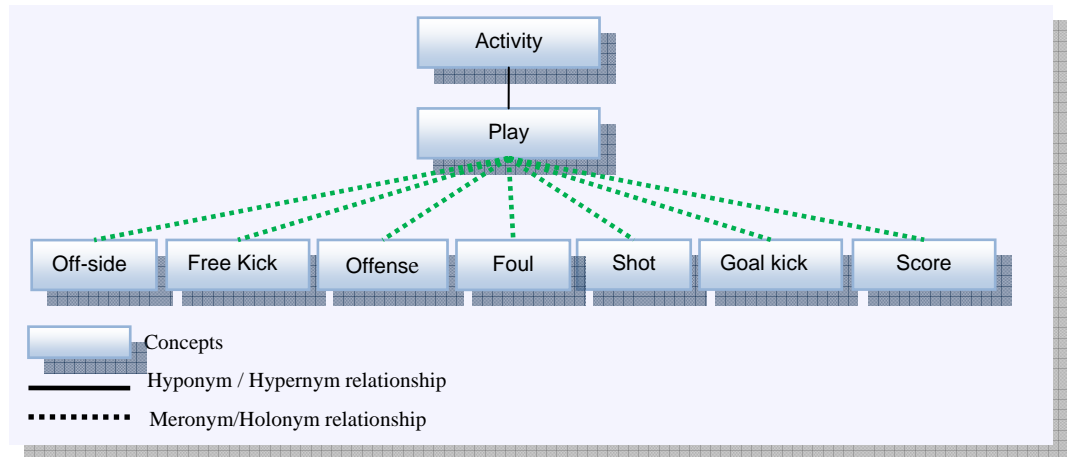 Activity
Play
Off-side
Free Kick
Offense
Foul
Shot
Goal kick
Score
Concepts
Hyponym / Hypernym relationship
Meronym/Holonym relationship